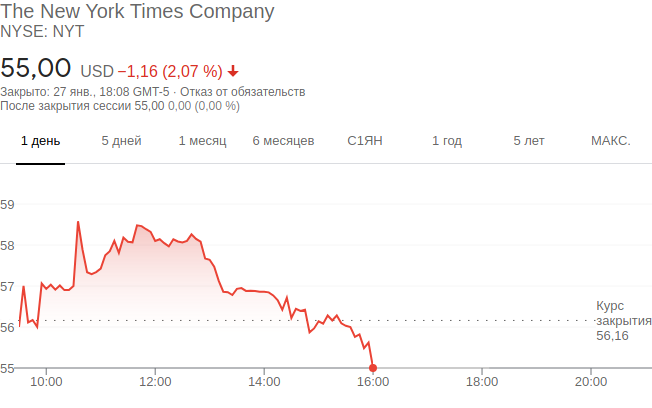 The New York Times Company
NYSE: NYT
55,00 USD −1,16 (2,07 %)
Закрыто: 27 янв., 18:08 GMT-5 · Отказ от обязательств
После закрытия сессии 55,00 0,00 (0,00 %)
1 день 5 дней 1 месяц 6 месяцев С1ЯН 1 год 5 лет МАКС.
59
58
57
56
55
Курс
закрытия
56,16
10:00 12:00 14:00 16:00 18:00 20:00